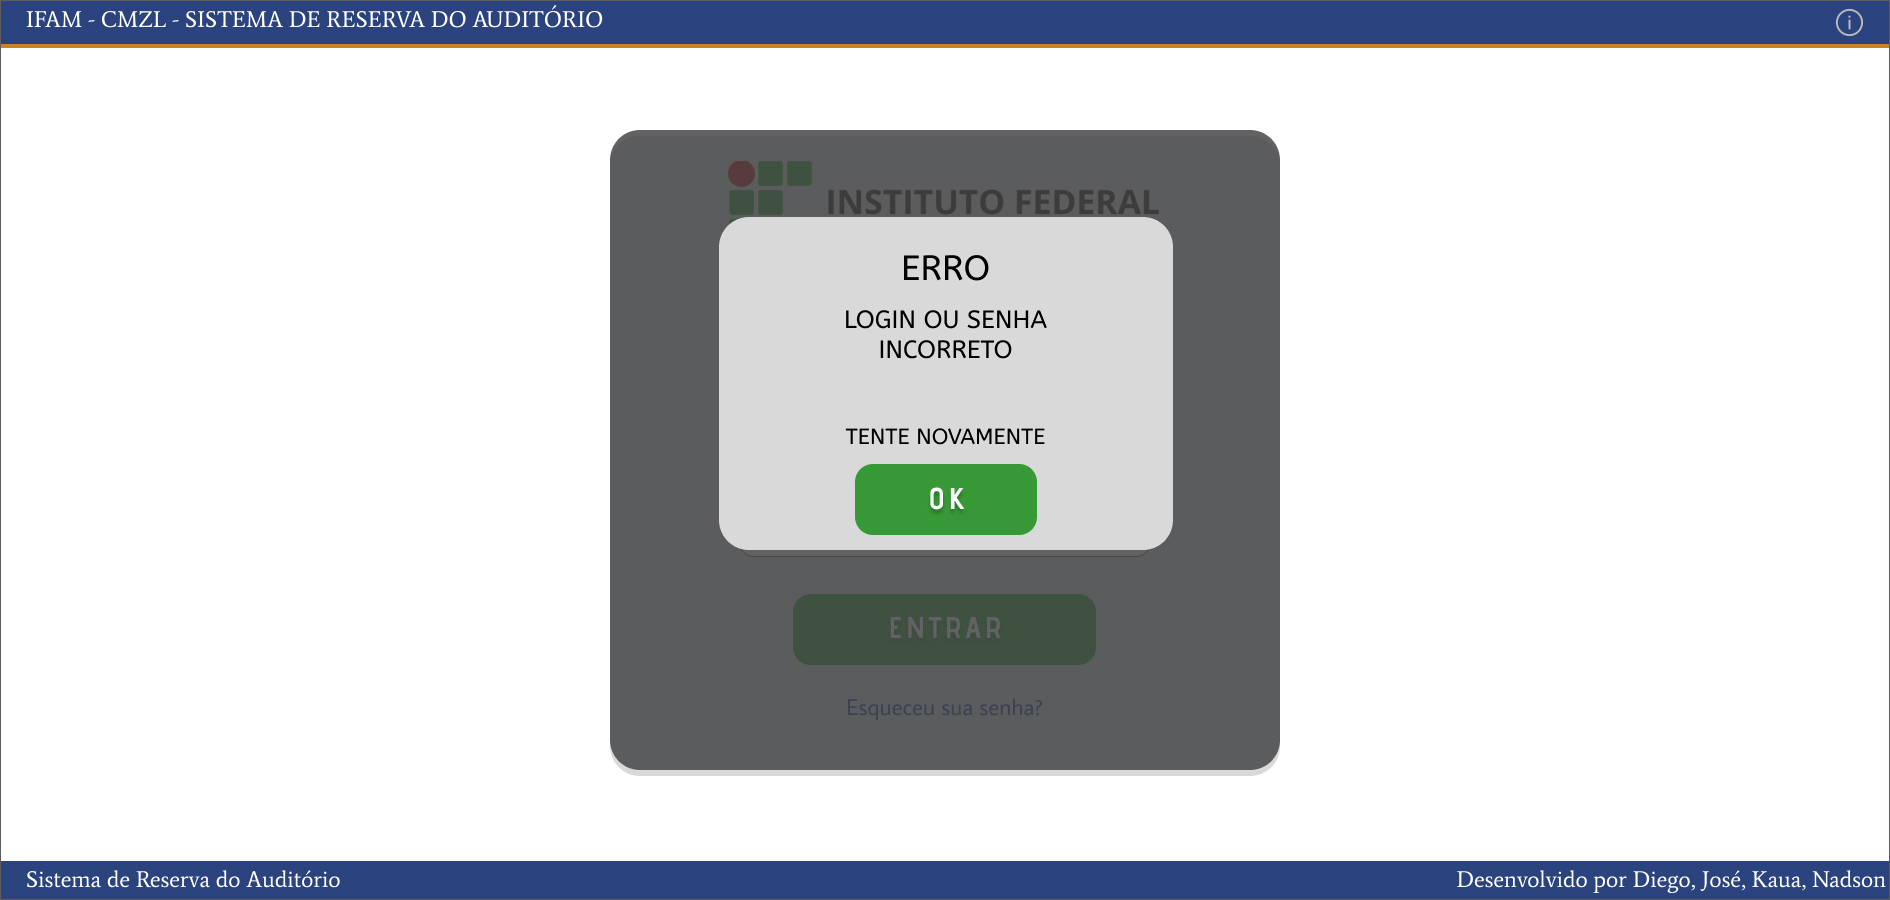 IFAM - CMZL - SISTEMA DE RESERVA DO AUDITÓRIO
i
INSTITUTO FEDERAL
ERRO
LOGIN OU SENHA
INCORRETO
TENTE NOVAMENTE
OK
ENTRAR
Esqueceu sua senha?
Sistema de Reserva do Auditório
Desenvolvido por Diego, José, Kaua, Nadson